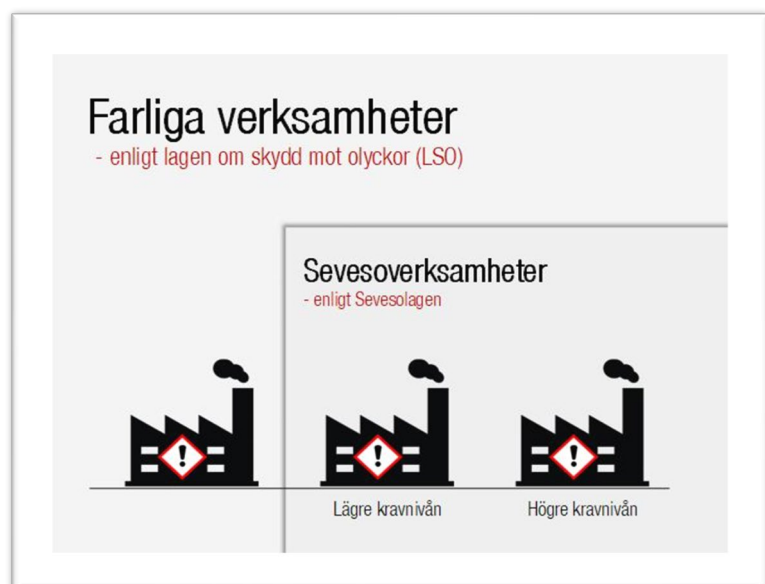 Farliga verksamheter
- enligt lagen om skydd mot olyckor (LSO)
Sevesoverksamheter
- enligt Sevesolagen
Lägre kravnivån
Högre kravnivån